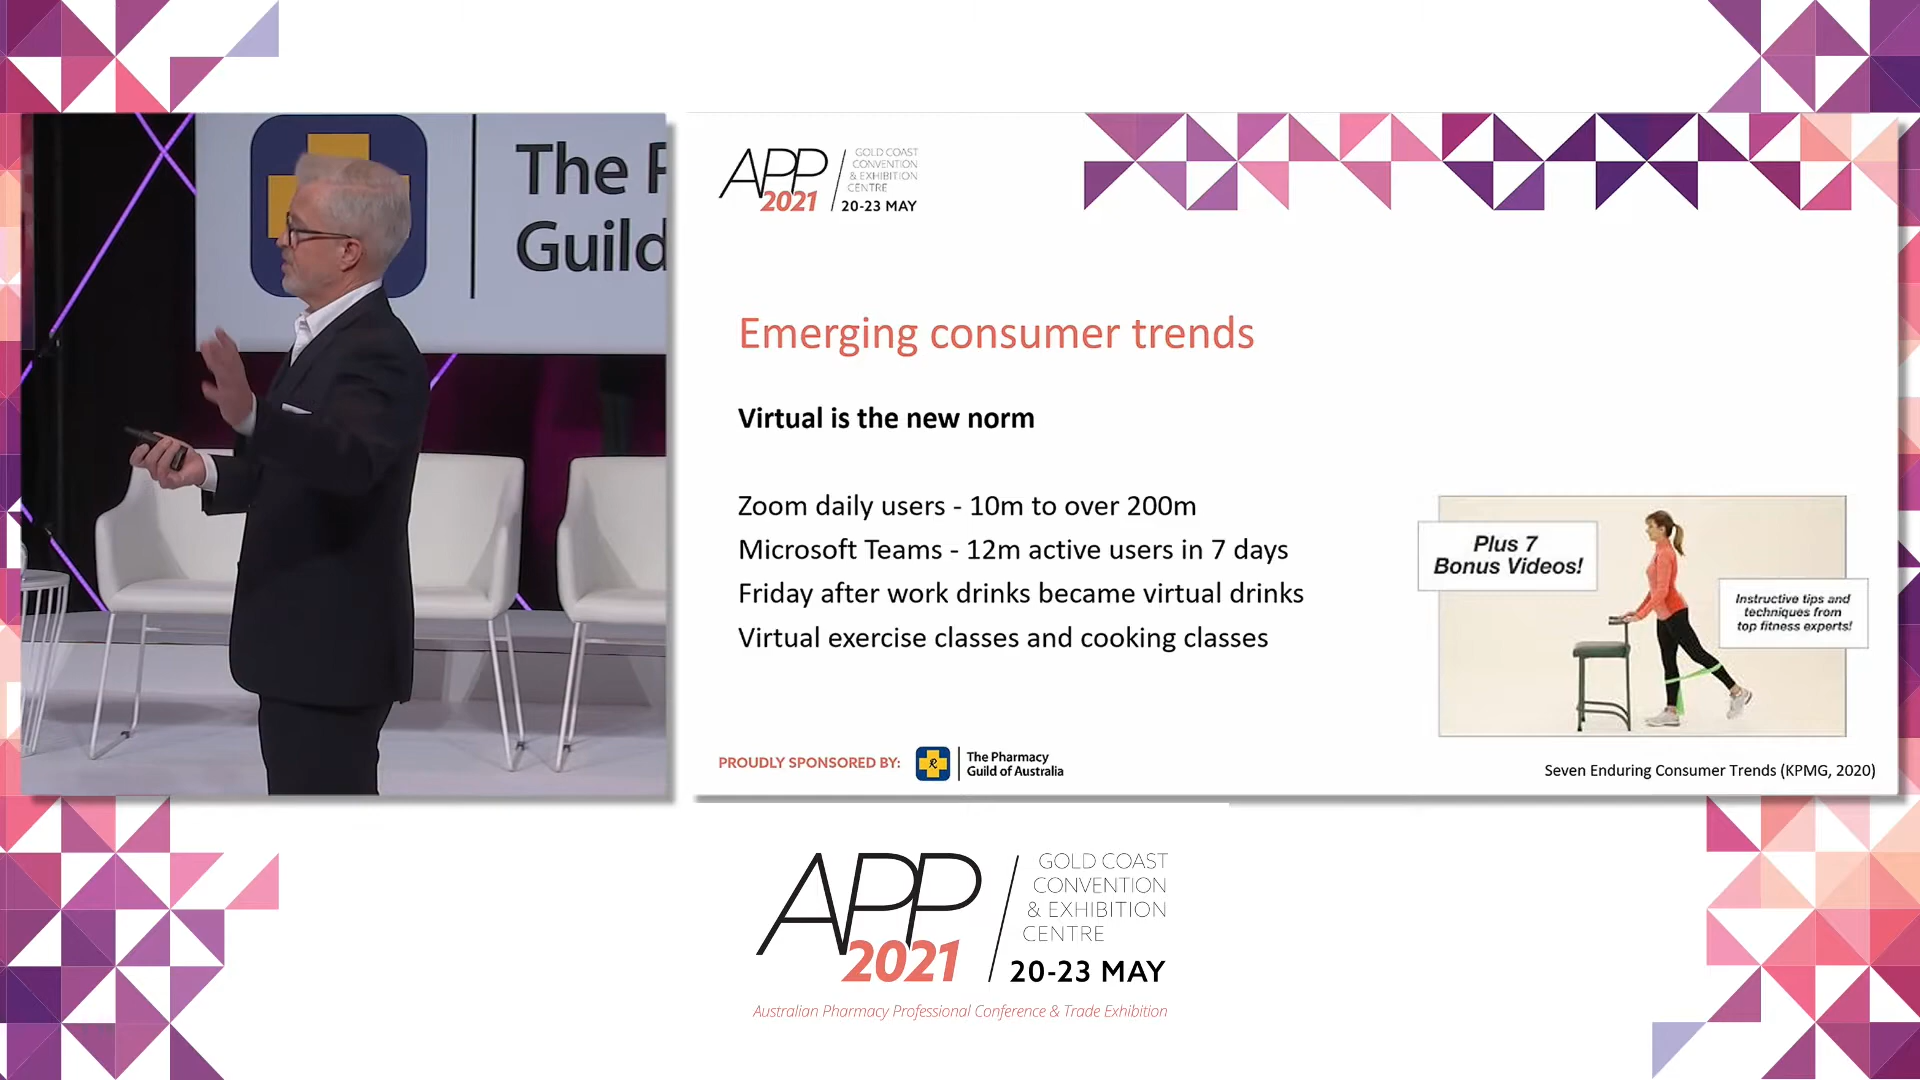 The
Guild
APP
2021
GOLD COAST
CONVENTION
& EXHIBITION
CENTRE
20-23 MAY
Emerging consumer trends
Virtual is the new norm
Zoom daily users - 10m to over 200m
Microsoft Teams - 12m active users in 7 days
Friday after work drinks became virtual drinks
Virtual exercise classes and cooking classes
Plus 7
Bonus Videos!
Instructive tips and
techniques from
top fitness experts!
PROUDLY SPONSORED BY:
The Pharmacy
Guild of Australia
Seven Enduring Consumer Trends (KPMG, 2020)
APP
2021
GOLD COAST
CONVENTION
& EXHIBITION
CENTRE
20-23 MAY
Australian Pharmacy Professional Conference & Trade Exhibition